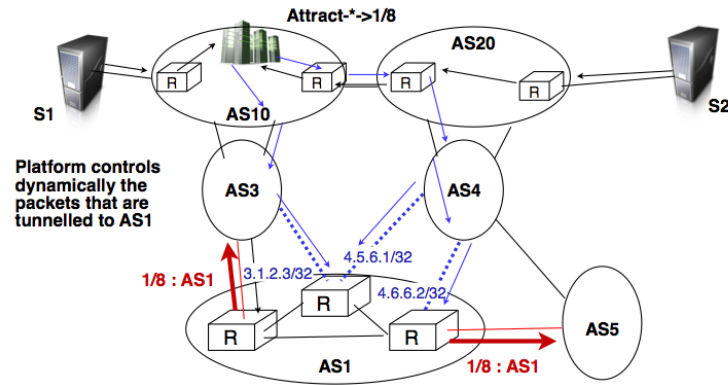 Attract-*->1/8
AS20
R
R
R
R
S1
S2
AS10
Platform controls
dynamically the
packets that are
tunnelled to AS1
AS3
AS4
4.5.6.1/32
1/8 : AS1
3.1.2.3/32
4.6.6.2/32
R
R
R
AS5
AS1
1/8 : AS1